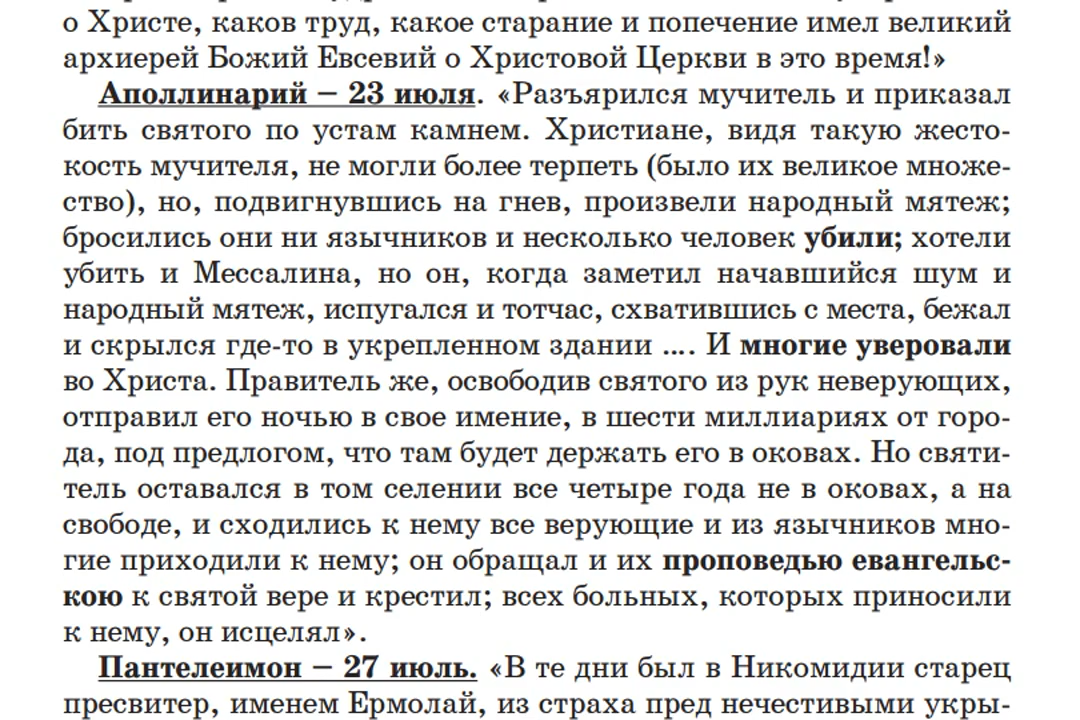 о Христе, каков труд, какое старание и попечение имел великий
архиерей Божий Евсевий о Христовой Церкви в это время!»
Аполлинарий – 23 июля. «Разъярился мучитель и приказал
бить святого по устам камнем. Христиане, видя такую жесто-
кость мучителя, не могли более терпеть (было их великое множе-
ство), но, подвигнувшись на гнев, произвели народный мятеж;
бросились они ни язычников и несколько человек убили; хотели
убить и Мессалина, но он, когда заметил начавшийся шум и
народный мятеж, испугался и тотчас, схватившись с места, бежал
и скрылся где-то в укрепленном здании .... И многие уверовали
во Христа. Правитель же, освободив святого из рук неверующих,
отправил его ночью в свое имение, в шести миллиариях от горо-
да, под предлогом, что там будет держать его в оковах. Но святи-
тель оставался в том селении все четыре года не в оковах, а на
свободе, и сходились к нему все верующие и из язычников мно-
гие приходили к нему; он обращал и их проповедью евангельс-
кою к святой вере и крестил; всех больных, которых приносили
к нему, он исцелял».
Пантелеимон – 27 июль. «В те дни был в Никомидии старец
пресвитер, именем Ермолай, из страха пред нечестивыми укры-